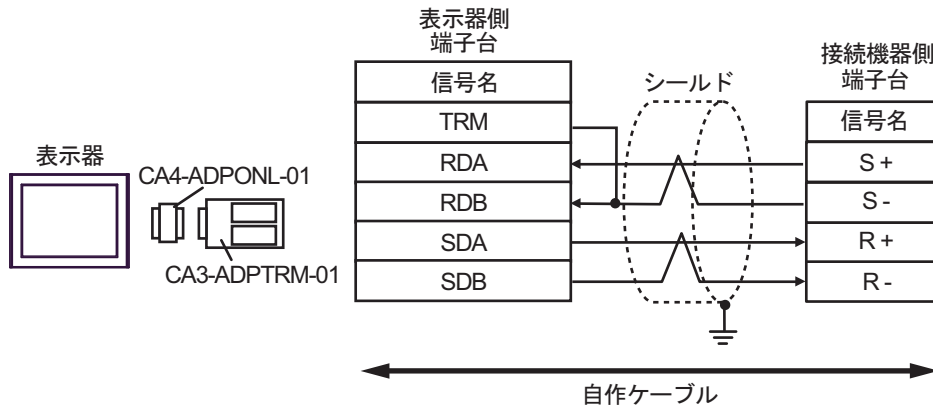 表示器
CA4-ADPONL-01
CA3-ADPTRM-01
表示器側
端子台
信号名
TRM
RDA
RDB
SDA
SDB
シールド
接続機器側
端子台
信号名
S+
S-
R+
R-
自作ケーブル